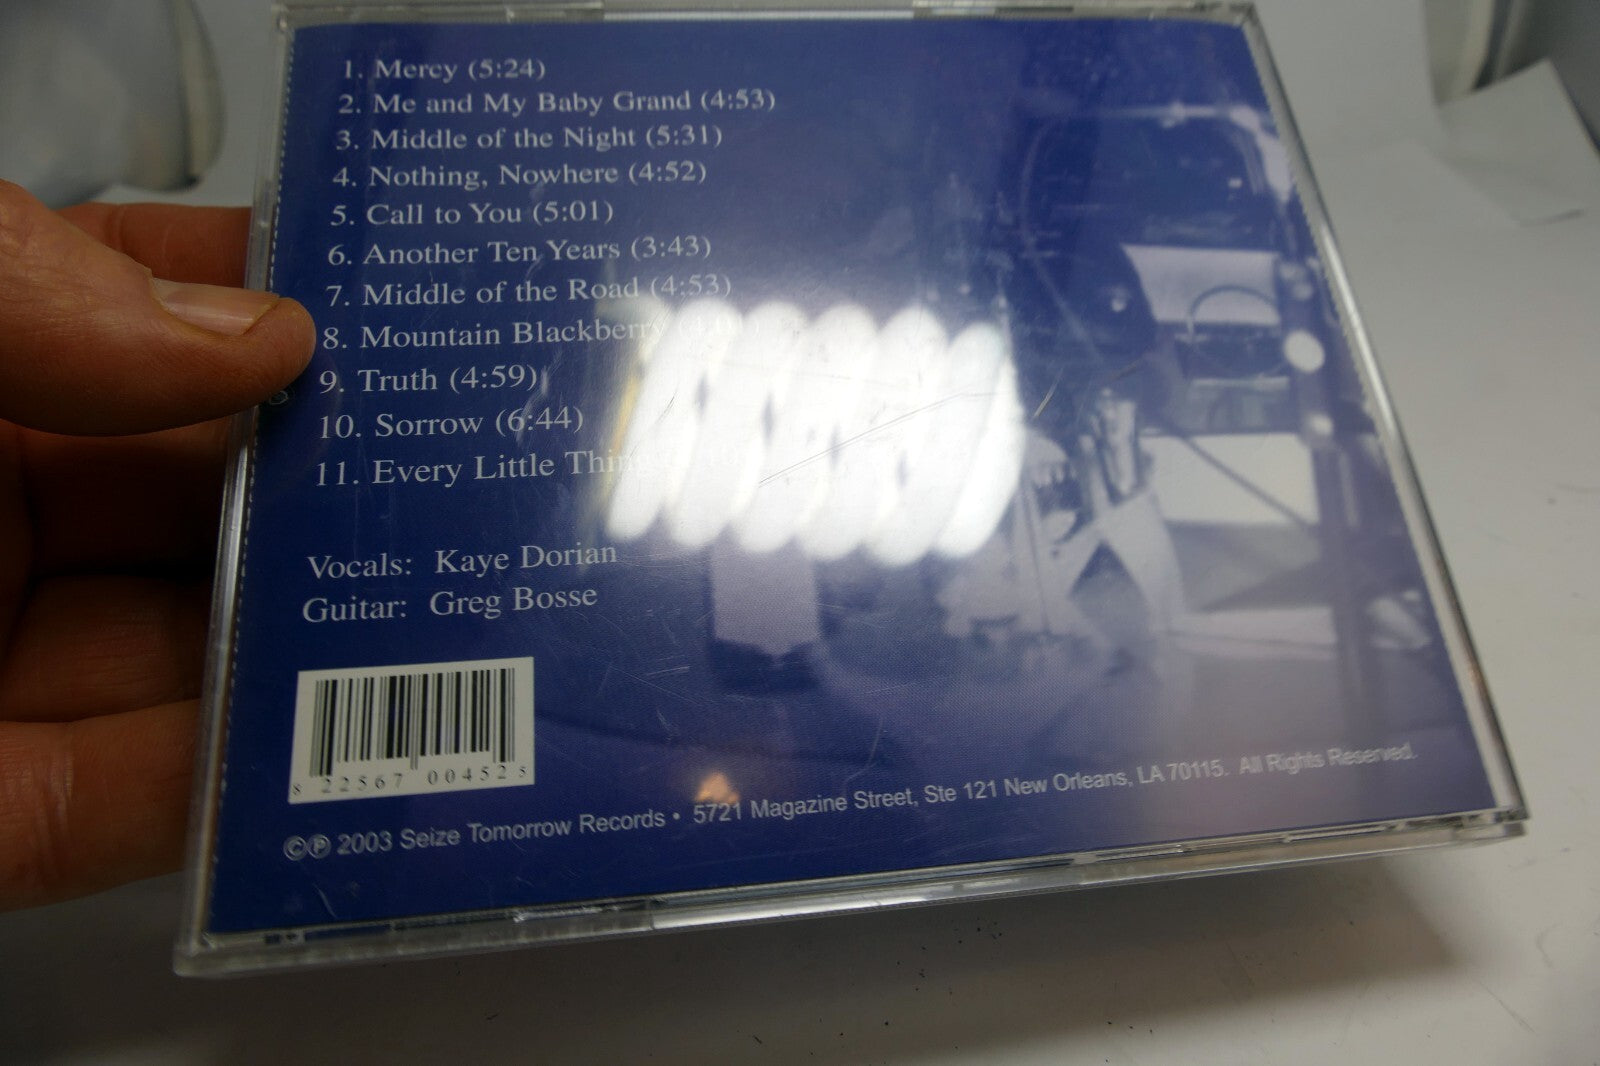 1. Mercy (5:24)
2. Me and My Baby Grand (4:53)
3. Middle of the Night (5:31)
4. Nothing, Nowhere (4:52)
5. Call to You (5:01)
6. Another Ten Years (3:43)
7. Middle of the Road (4:53)
8. Mountain Blackberry
9. Truth (4:59)
10. Sorrow (6:44)
11. Every Little Thing
Vocals: Kaye Dorian
Guitar: Greg Bosse
8 22567 00452 5
©℗ 2003 Seize Tomorrow Records • 5721 Magazine Street, Ste 121 New Orleans, LA 70115. All Rights Reserved.